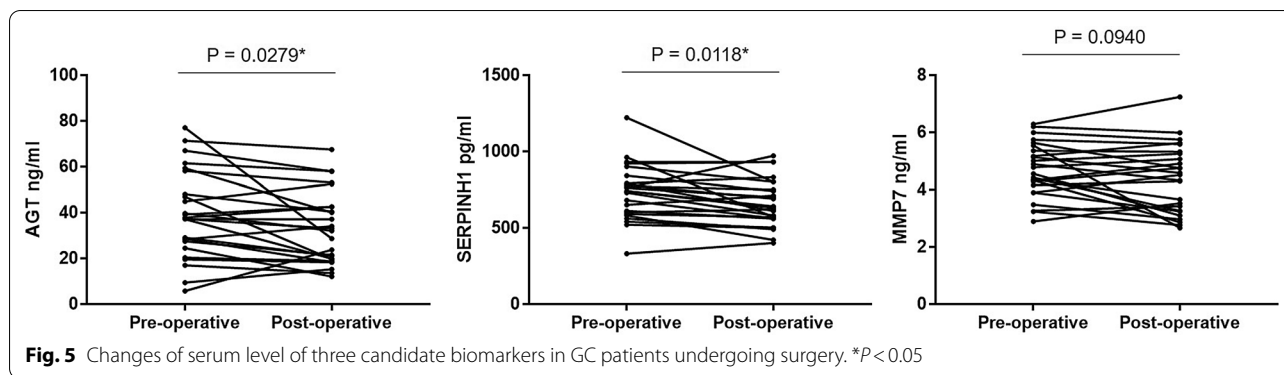 P = 0.0279*
100
80
60
40
20
0
AGT ng/ml
Pre-operative
Post-operative
P = 0.0118*
1500
1000
500
0
SERPINH1 pg/ml
Pre-operative
Post-operative
P = 0.0940
8
6
4
2
0
MMP7 ng/ml
Pre-operative
Post-operative
Fig. 5 Changes of serum level of three candidate biomarkers in GC patients undergoing surgery. *P < 0.05